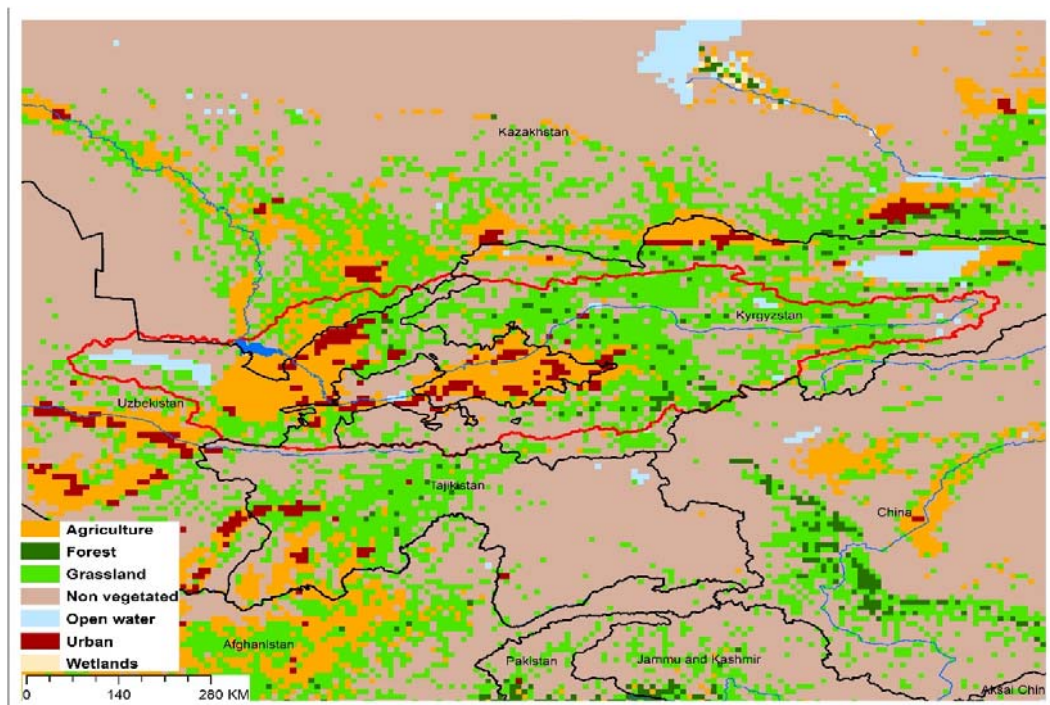 Kazakhstan
Kyrgyzstan
Uzbekistan
Tajikistan
China
Agriculture
Forest
Grassland
Non vegetated
Open water
Urban
Wetlands
Afghanistan
Pakistan
Jammu and Kashmir
Aksai Chin
0 140 280 KM